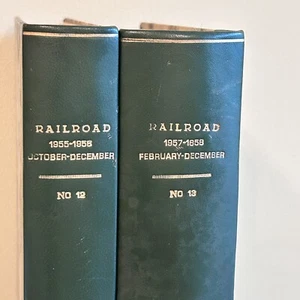 RAILROAD
1955-1956
OCTOBER-DECEMBER
NO 12
RAILROAD
1957-1958
FEBRUARY-DECEMBER
NO 13